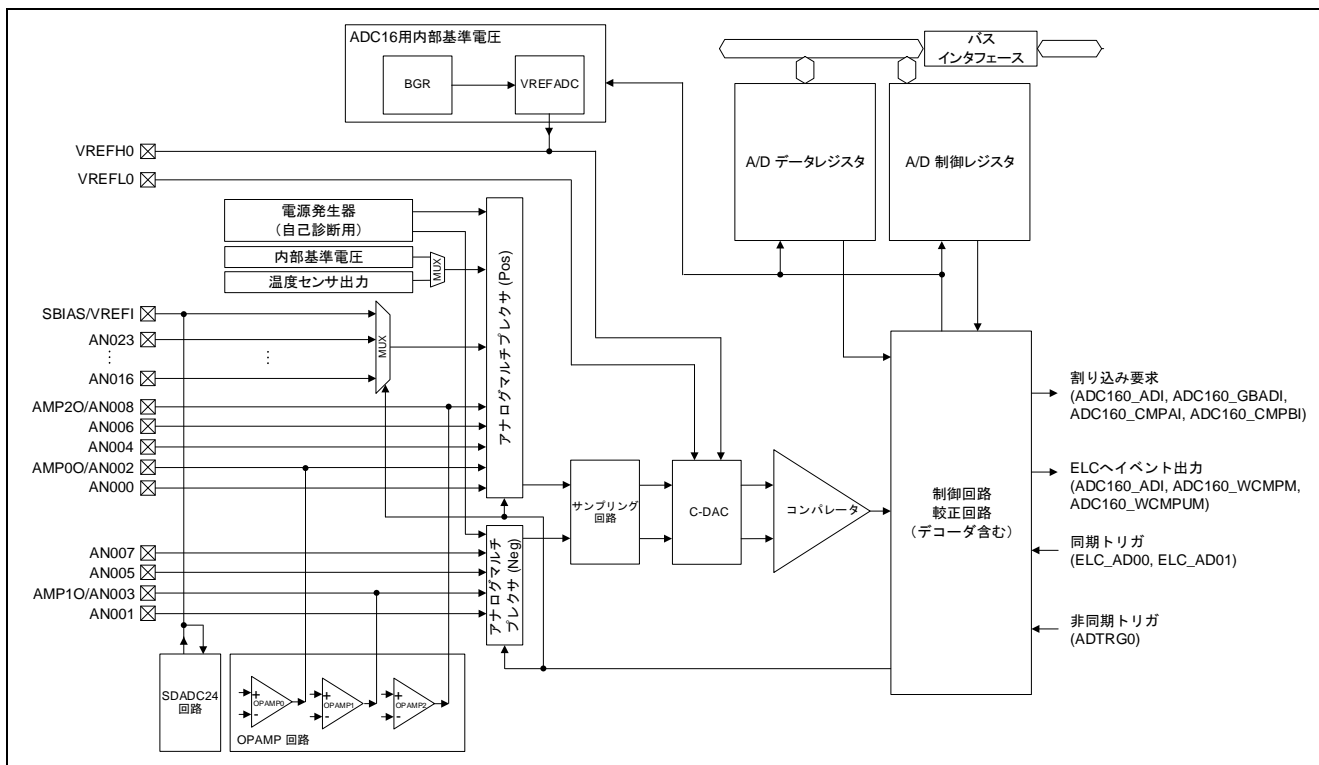 ADC16用内部基準電圧
BGR
VREFADC
バス
インタフェース
A/D データレジスタ
A/D 制御レジスタ
VREFH0
VREFL0
電源発生器
（自己診断用）
内部基準電圧
温度センサ出力
MUX
アナログマルチプレクサ (Pos)
SBIAS/VREFI
AN023
⋮
AN016
⋮
MUX
AMP2O/AN008
AN006
AN004
AMP0O/AN002
AN000
AN007
AN005
AMP1O/AN003
AN001
アナログマルチ
プレクサ (Neg)
サンプリング
回路
C-DAC
コンパレータ
制御回路
較正回路
（デコーダ含む）
割り込み要求
(ADC160_ADI, ADC160_GBADI,
ADC160_CMPAI, ADC160_CMPBI)
ELCへイベント出力
(ADC160_ADI, ADC160_WCMPM,
ADC160_WCMPUM)
同期トリガ
(ELC_AD00, ELC_AD01)
非同期トリガ
(ADTRG0)
SDADC24
回路
+
-
OPAMP0
+
-
OPAMP1
+
-
OPAMP2
OPAMP 回路